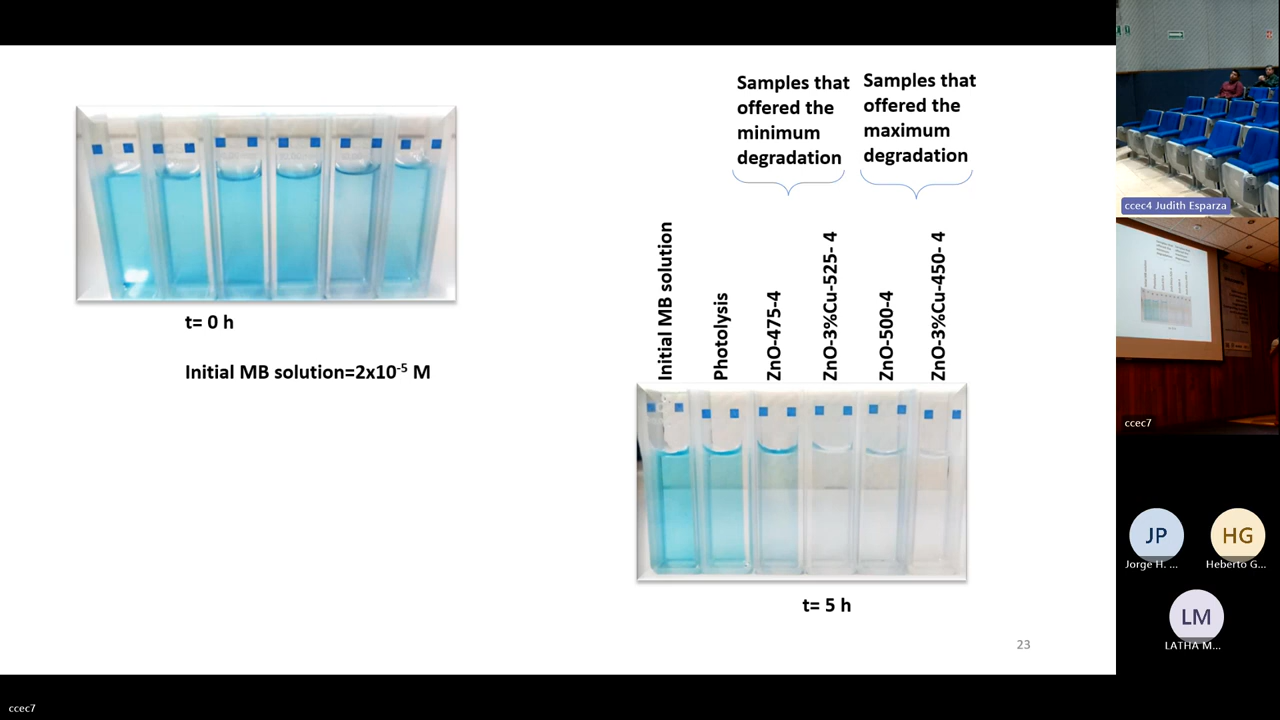 Samples that
offered the
minimum
degradation
Samples that
offered the
maximum
degradation
t= 0 h
Initial MB solution=2x10-5 M
Initial MB solution
Photolysis
ZnO-475-4
ZnO-3%Cu-525- 4
ZnO-500-4
ZnO-3%Cu-450- 4
t= 5 h
23
ccec4 Judith Esparza
ccec7
JP
Jorge H. ...
HG
Heberto G...
LM
LATHA M...
ccec7